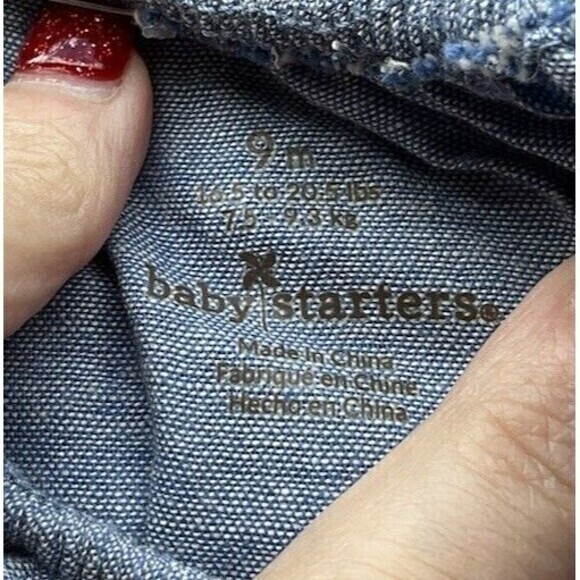 9 m
16.5 to 20.5 lbs
7.5 - 9.3 kg
baby starters®
Made in China
Fabriqué en Chine
Hecho en China